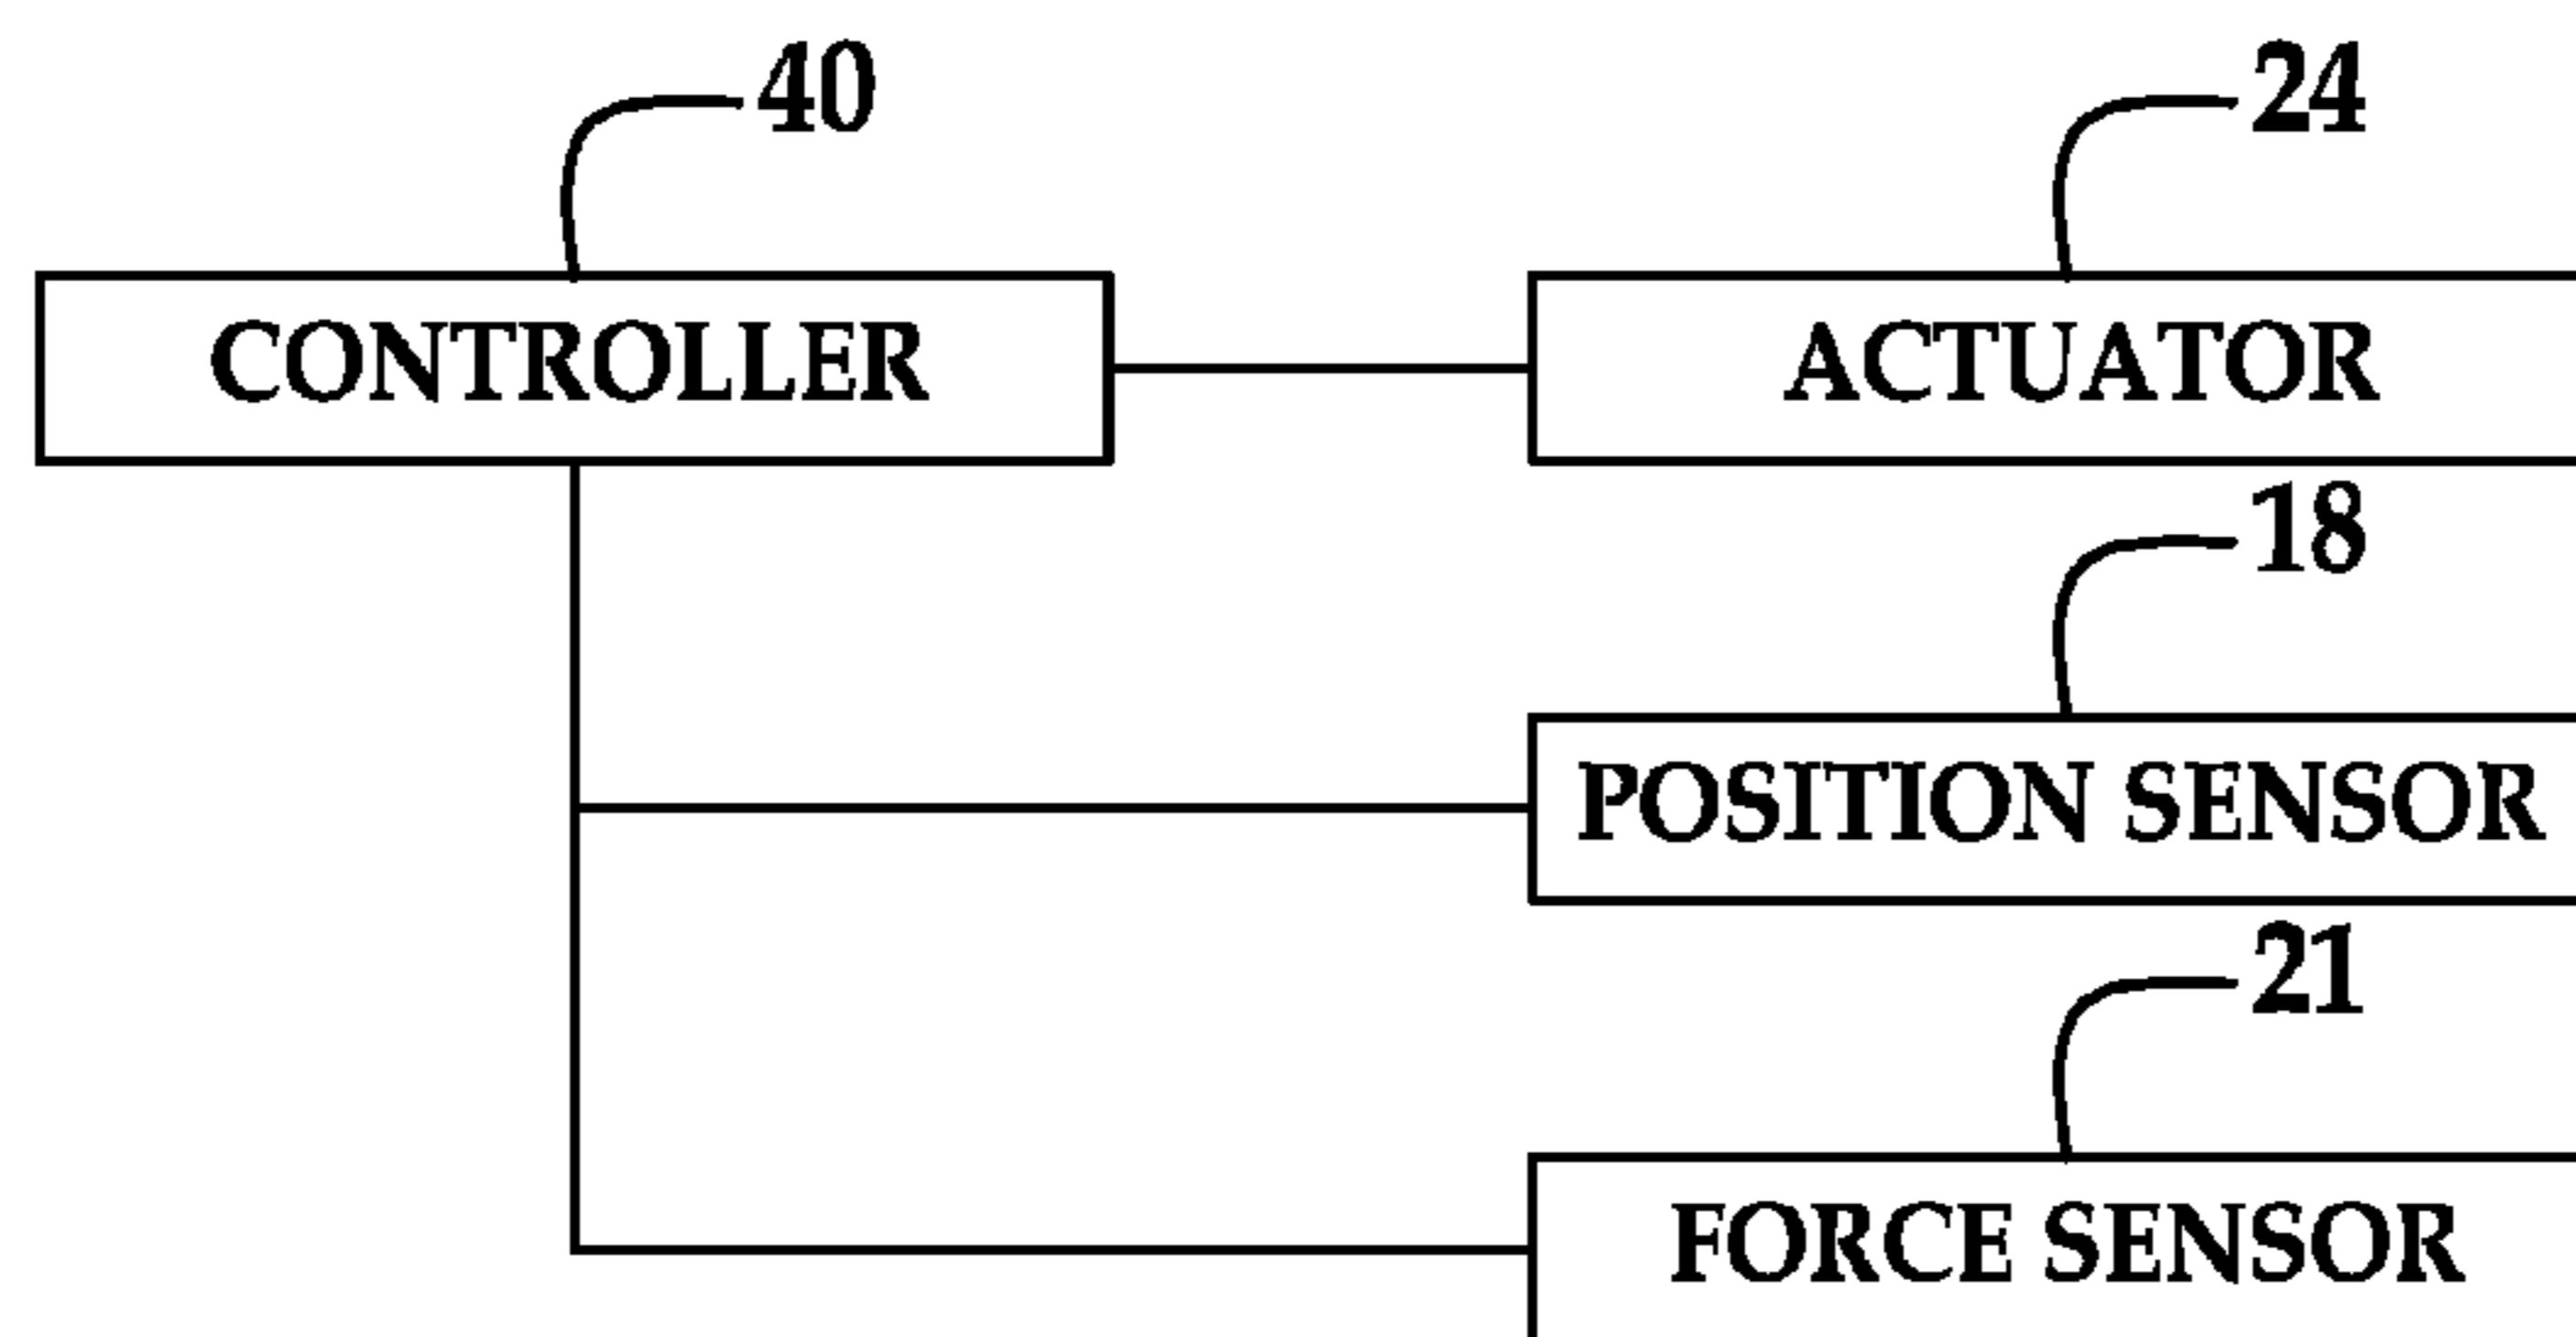 40
24
CONTROLLER
ACTUATOR
18
POSITION SENSOR
21
FORCE SENSOR